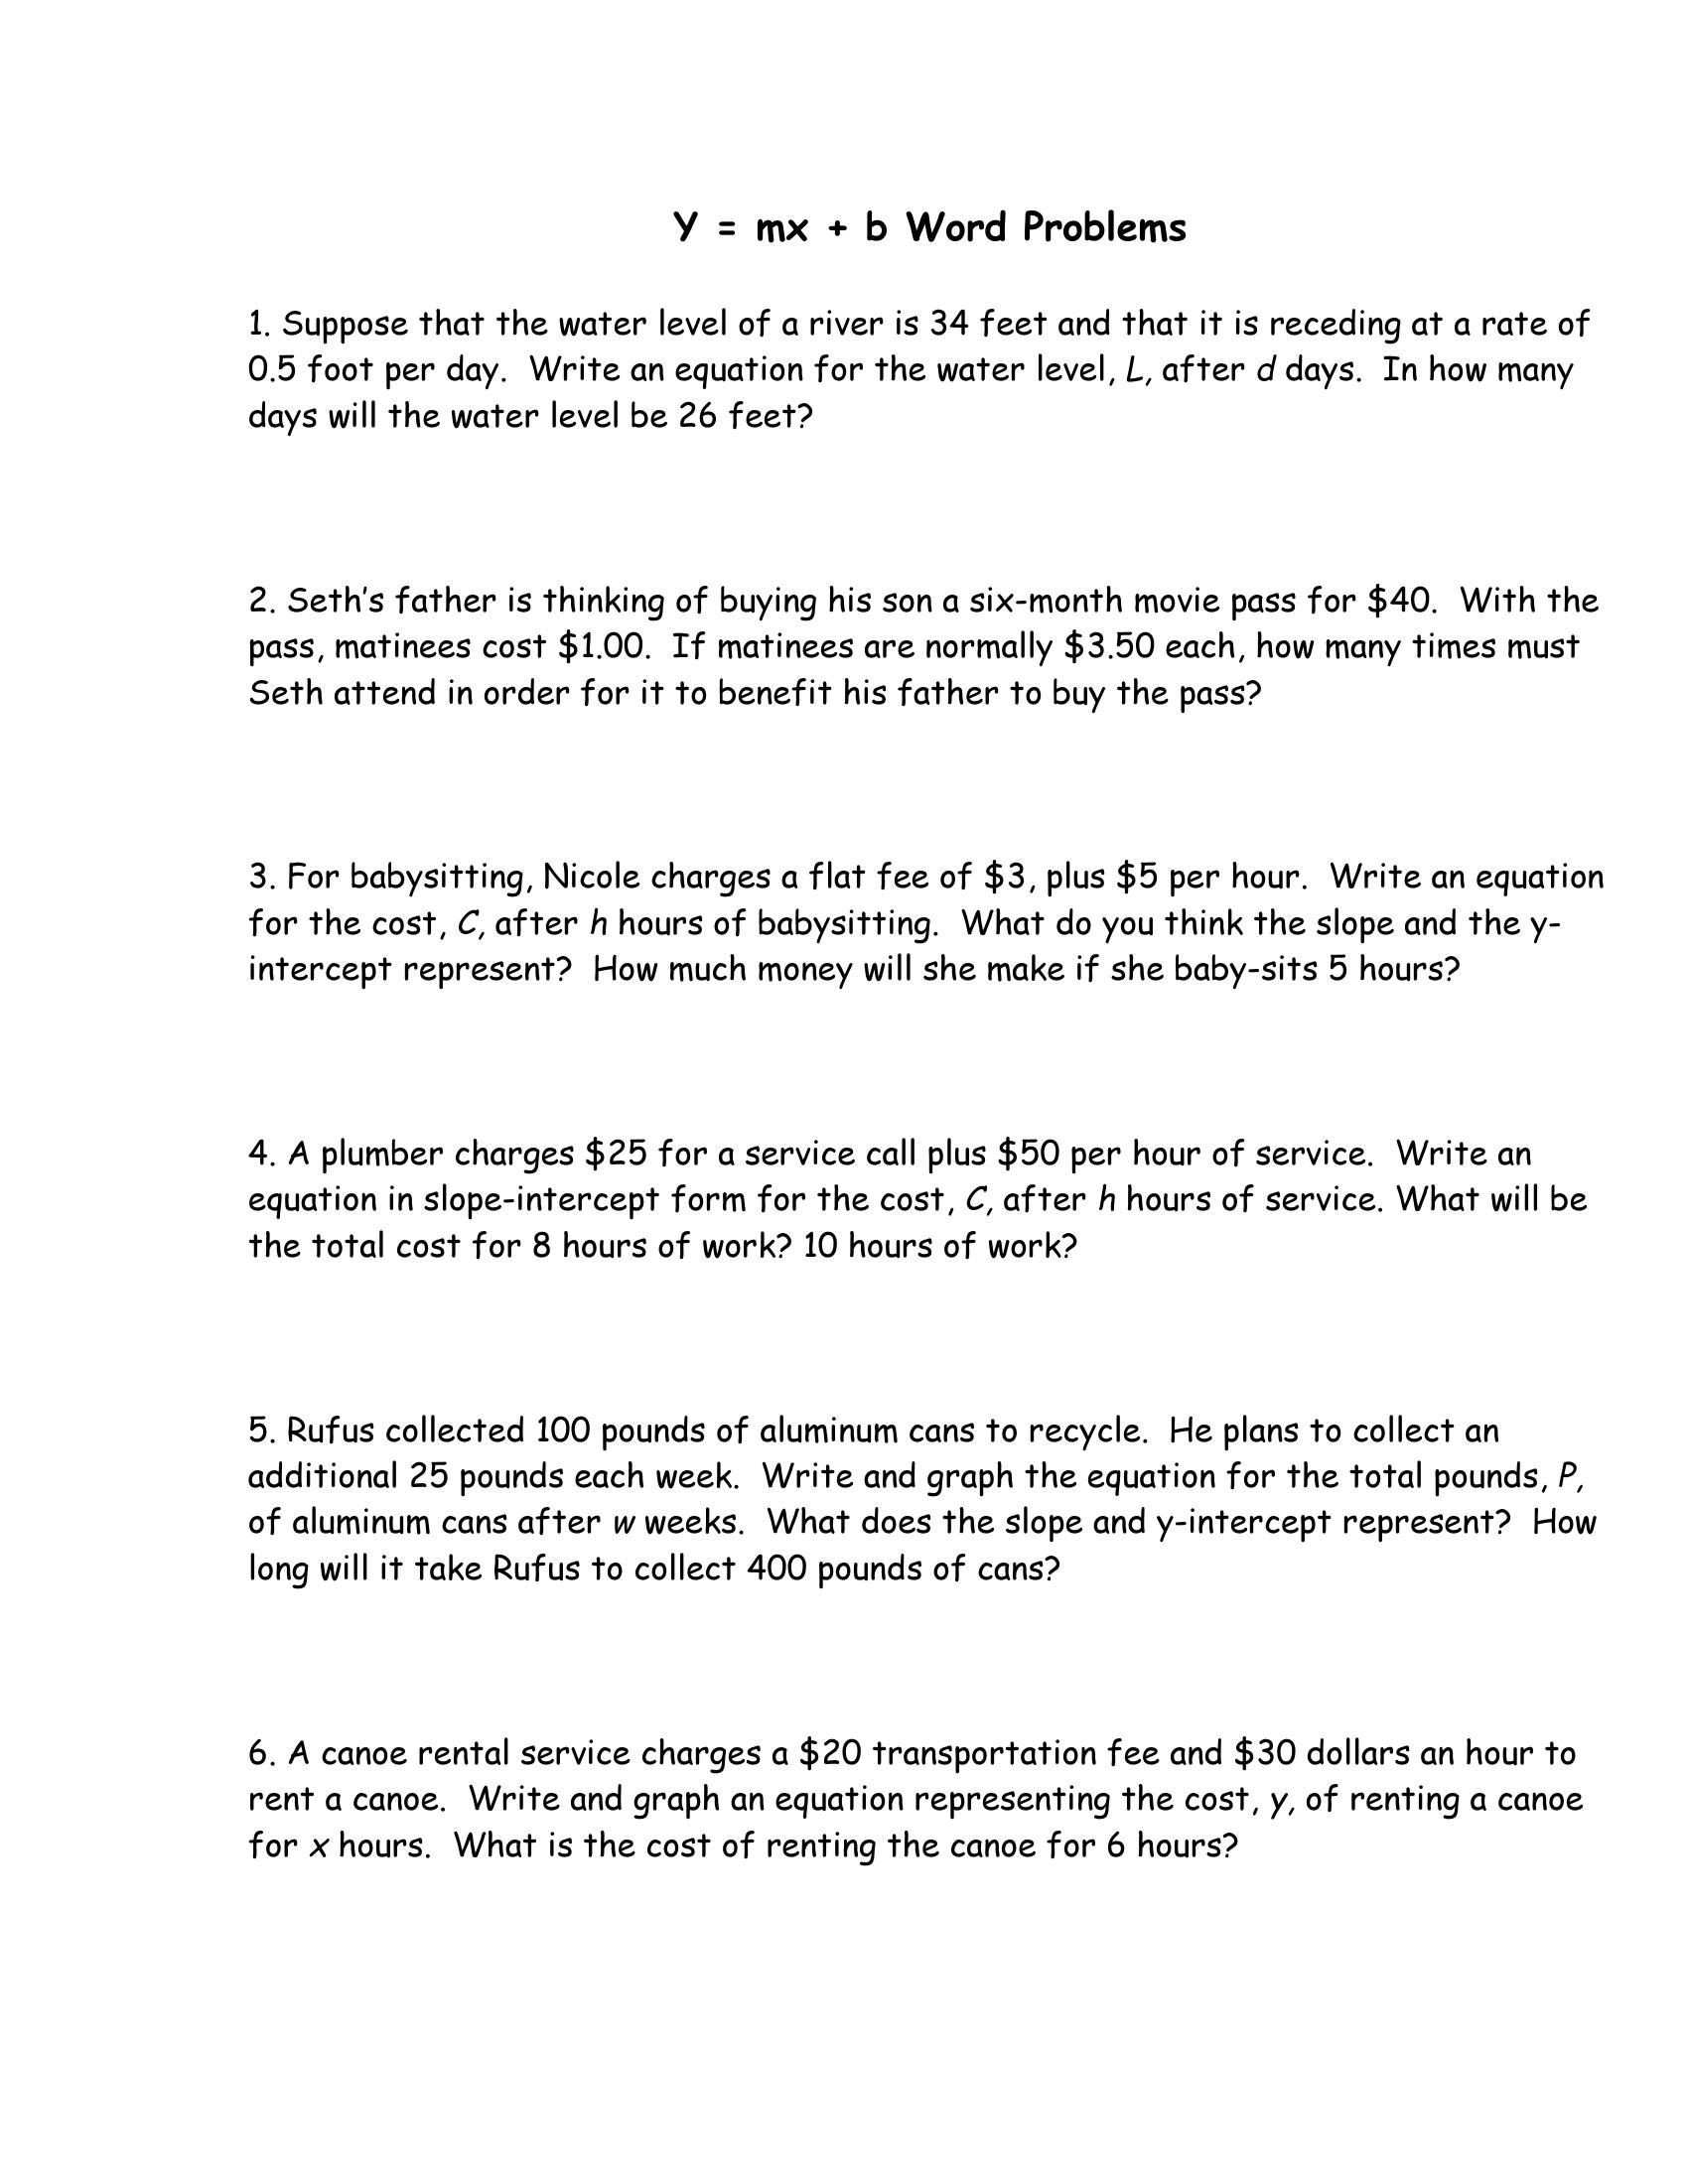 Y = mx + b Word Problems
1. Suppose that the water level of a river is 34 feet and that it is receding at a rate of
0.5 foot per day.  Write an equation for the water level, L, after d days.  In how many
days will the water level be 26 feet?
2. Seth's father is thinking of buying his son a six-month movie pass for $40.  With the
pass, matinees cost $1.00.  If matinees are normally $3.50 each, how many times must
Seth attend in order for it to benefit his father to buy the pass?
3. For babysitting, Nicole charges a flat fee of $3, plus $5 per hour.  Write an equation
for the cost, C, after h hours of babysitting.  What do you think the slope and the y-
intercept represent?  How much money will she make if she baby-sits 5 hours?
4. A plumber charges $25 for a service call plus $50 per hour of service.  Write an
equation in slope-intercept form for the cost, C, after h hours of service. What will be
the total cost for 8 hours of work? 10 hours of work?
5. Rufus collected 100 pounds of aluminum cans to recycle.  He plans to collect an
additional 25 pounds each week.  Write and graph the equation for the total pounds, P,
of aluminum cans after w weeks.  What does the slope and y-intercept represent?  How
long will it take Rufus to collect 400 pounds of cans?
6. A canoe rental service charges a $20 transportation fee and $30 dollars an hour to
rent a canoe.  Write and graph an equation representing the cost, y, of renting a canoe
for x hours.  What is the cost of renting the canoe for 6 hours?